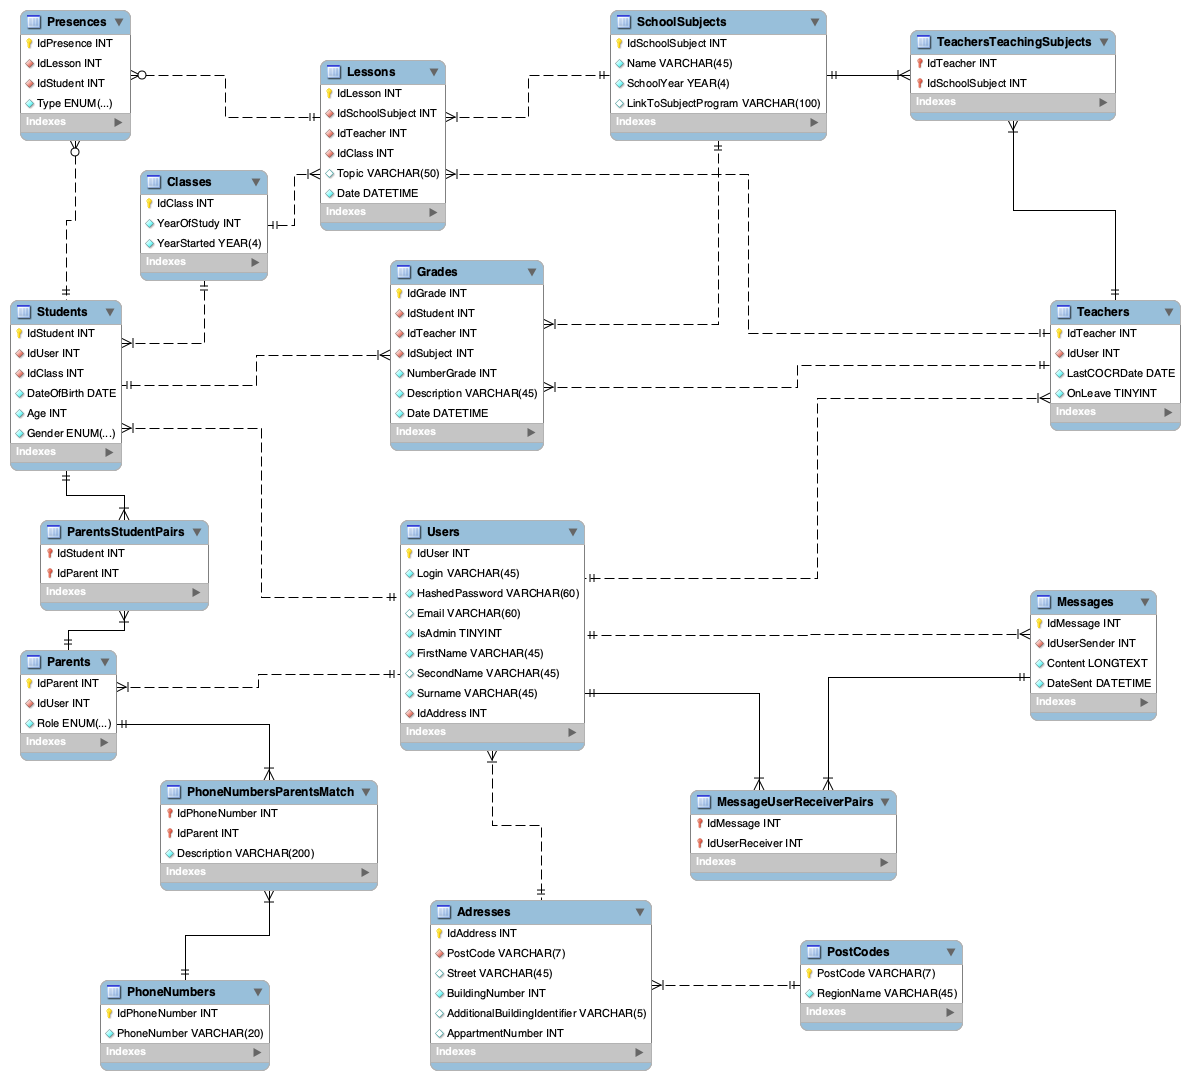 Presences
IdPresence INT
IdLesson INT
IdStudent INT
Type ENUM(...)
Indexes
Lessons
IdLesson INT
IdSchoolSubject INT
IdTeacher INT
IdClass INT
Topic VARCHAR(50)
Date DATETIME
Indexes
SchoolSubjects
IdSchoolSubject INT
Name VARCHAR(45)
SchoolYear YEAR(4)
LinkToSubjectProgram VARCHAR(100)
Indexes
TeachersTeachingSubjects
IdTeacher INT
IdSchoolSubject INT
Indexes
Classes
IdClass INT
YearOfStudy INT
YearStarted YEAR(4)
Indexes
Grades
IdGrade INT
IdStudent INT
IdTeacher INT
IdSubject INT
NumberGrade INT
Description VARCHAR(45)
Date DATETIME
Indexes
Students
IdStudent INT
IdUser INT
IdClass INT
DateOfBirth DATE
Age INT
Gender ENUM(...)
Indexes
Teachers
IdTeacher INT
IdUser INT
LastCOCRDate DATE
OnLeave TINYINT
Indexes
ParentsStudentPairs
IdStudent INT
IdParent INT
Indexes
Users
IdUser INT
Login VARCHAR(45)
HashedPassword VARCHAR(60)
Email VARCHAR(60)
IsAdmin TINYINT
FirstName VARCHAR(45)
SecondName VARCHAR(45)
Surname VARCHAR(45)
IdAddress INT
Indexes
Messages
IdMessage INT
IdUserSender INT
Content LONGTEXT
DateSent DATETIME
Indexes
Parents
IdParent INT
IdUser INT
Role ENUM(...)
Indexes
PhoneNumbersParentsMatch
IdPhoneNumber INT
IdParent INT
Description VARCHAR(200)
Indexes
MessageUserReceiverPairs
IdMessage INT
IdUserReceiver INT
Indexes
Adresses
IdAddress INT
PostCode VARCHAR(7)
Street VARCHAR(45)
BuildingNumber INT
AdditionalBuildingIdentifier VARCHAR(5)
AppartmentNumber INT
Indexes
PostCodes
PostCode VARCHAR(7)
RegionName VARCHAR(45)
Indexes
PhoneNumbers
IdPhoneNumber INT
PhoneNumber VARCHAR(20)
Indexes